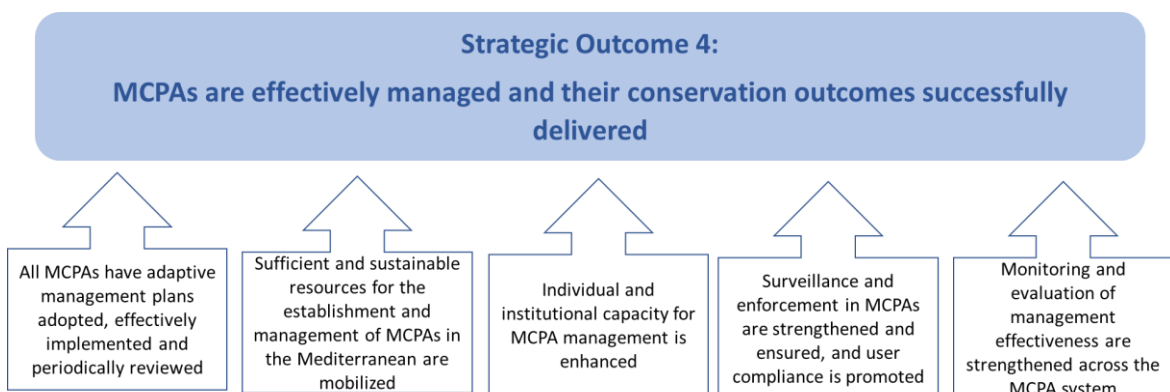 Strategic Outcome 4:
MCPAs are effectively managed and their conservation outcomes successfully
delivered
All MCPAs have adaptive
management plans
adopted, effectively
implemented and
periodically reviewed
Sufficient and sustainable
resources for the
establishment and
management of MCPAs in
the Mediterranean are
mobilized
Individual and
institutional capacity for
MCPA management is
enhanced
Surveillance and
enforcement in MCPAs
are strengthened and
ensured, and user
compliance is promoted
Monitoring and
evaluation of
management
effectiveness are
strengthened across the
MCPA system